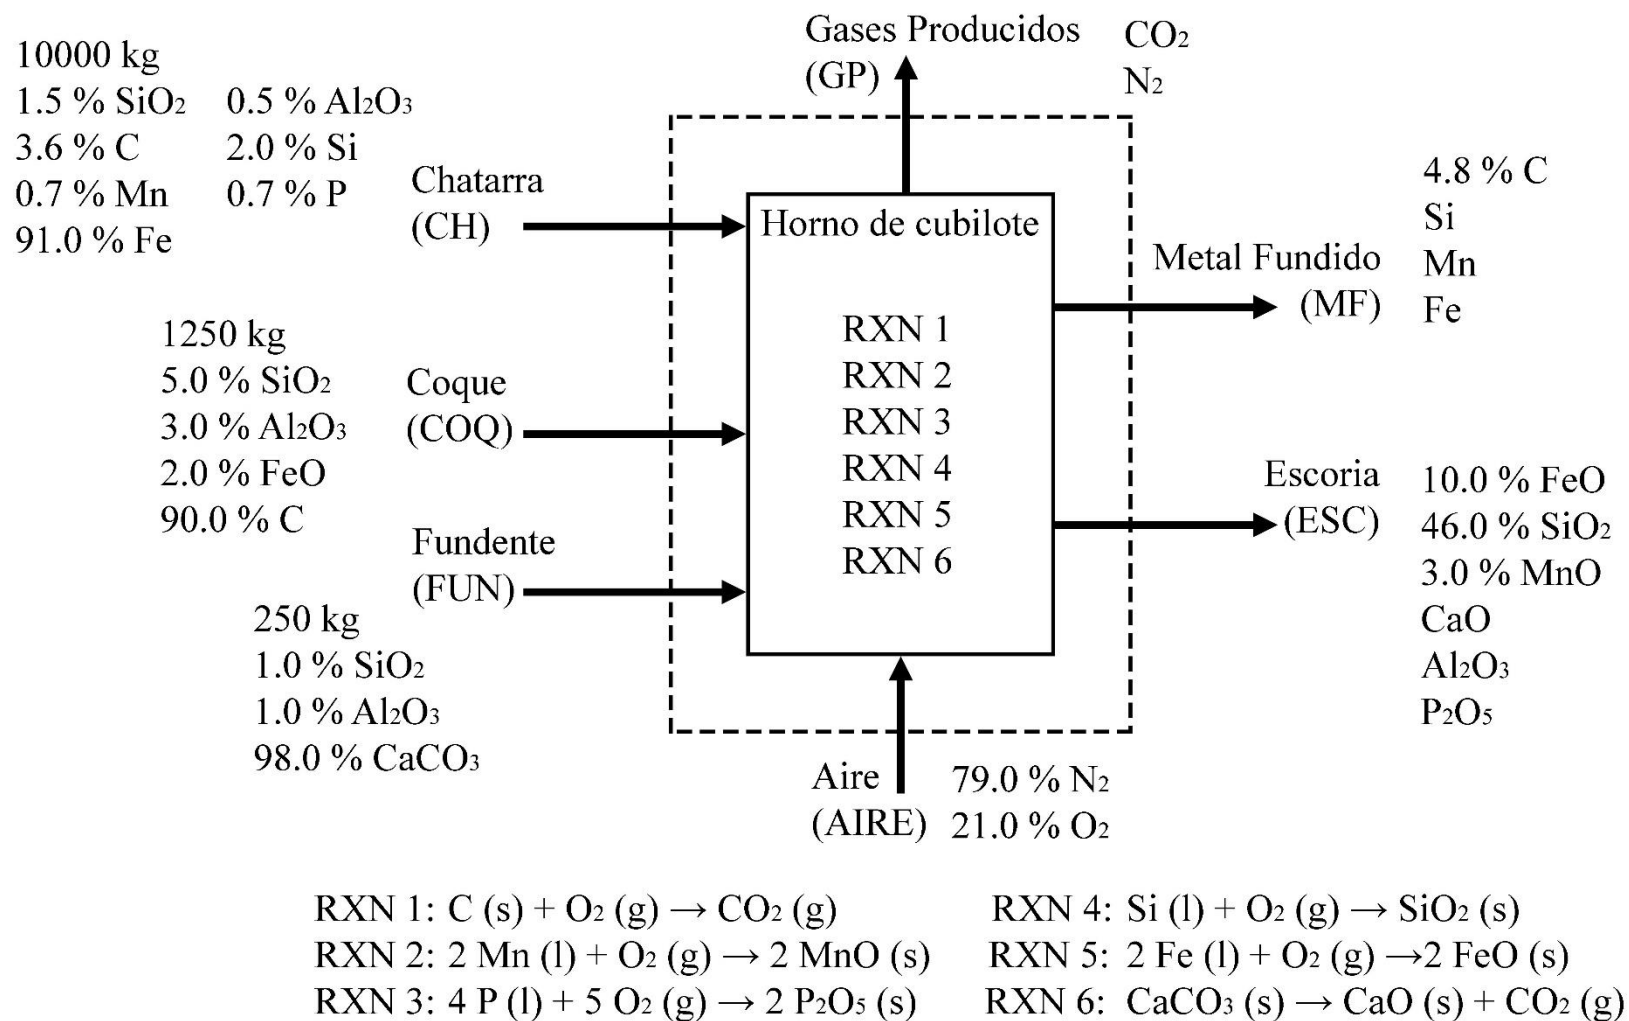 Gases Producidos
(GP)
CO2
N2
10000 kg
1.5 % SiO2 0.5 % Al2O3
3.6 % C 2.0 % Si
0.7 % Mn 0.7 % P
91.0 % Fe
Chatarra
(CH)
Horno de cubilote
RXN 1
RXN 2
RXN 3
RXN 4
RXN 5
RXN 6
Metal Fundido
(MF)
4.8 % C
Si
Mn
Fe
1250 kg
5.0 % SiO2
3.0 % Al2O3
2.0 % FeO
90.0 % C
Coque
(COQ)
Escoria
(ESC)
10.0 % FeO
46.0 % SiO2
3.0 % MnO
CaO
Al2O3
P2O5
Fundente
(FUN)
250 kg
1.0 % SiO2
1.0 % Al2O3
98.0 % CaCO3
Aire
(AIRE)
79.0 % N2
21.0 % O2
RXN 1: C (s) + O2 (g) → CO2 (g)
RXN 2: 2 Mn (l) + O2 (g) → 2 MnO (s)
RXN 3: 4 P (l) + 5 O2 (g) → 2 P2O5 (s)
RXN 4: Si (l) + O2 (g) → SiO2 (s)
RXN 5: 2 Fe (l) + O2 (g) →2 FeO (s)
RXN 6: CaCO3 (s) → CaO (s) + CO2 (g)